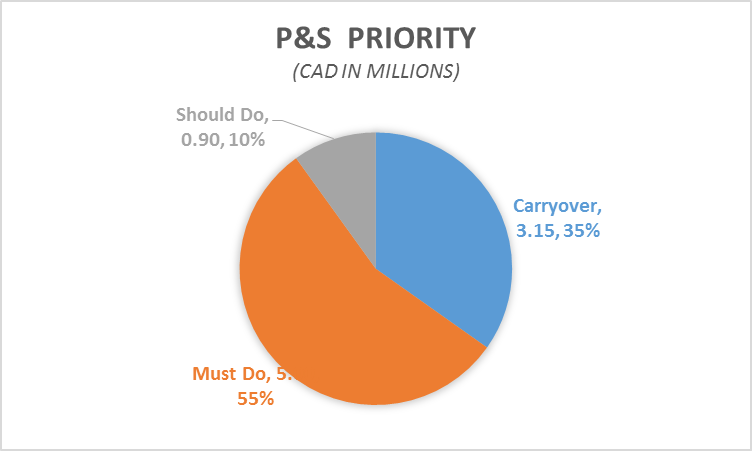 P&S PRIORITY
(CAD IN MILLIONS)
Should Do,
0.90, 10%
Carryover,
3.15, 35%
Must Do, 5.
55%